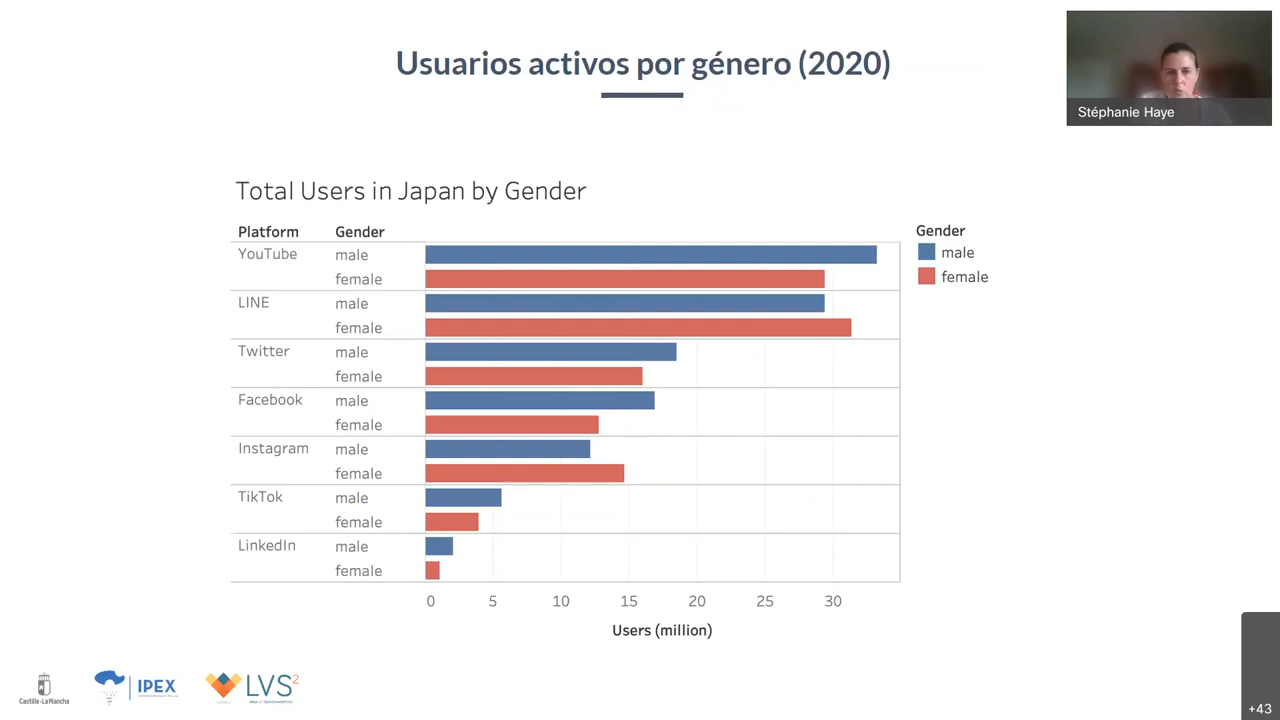 Usuarios activos por género (2020)
Stéphanie Haye
Total Users in Japan by Gender
Platform Gender
YouTube male
female
LINE male
female
Twitter male
female
Facebook male
female
Instagram male
female
TikTok male
female
LinkedIn male
female
0 5 10 15 20 25 30
Users (million)
Gender
male
female
Castilla-La Mancha
IPEX
LVS2
+43